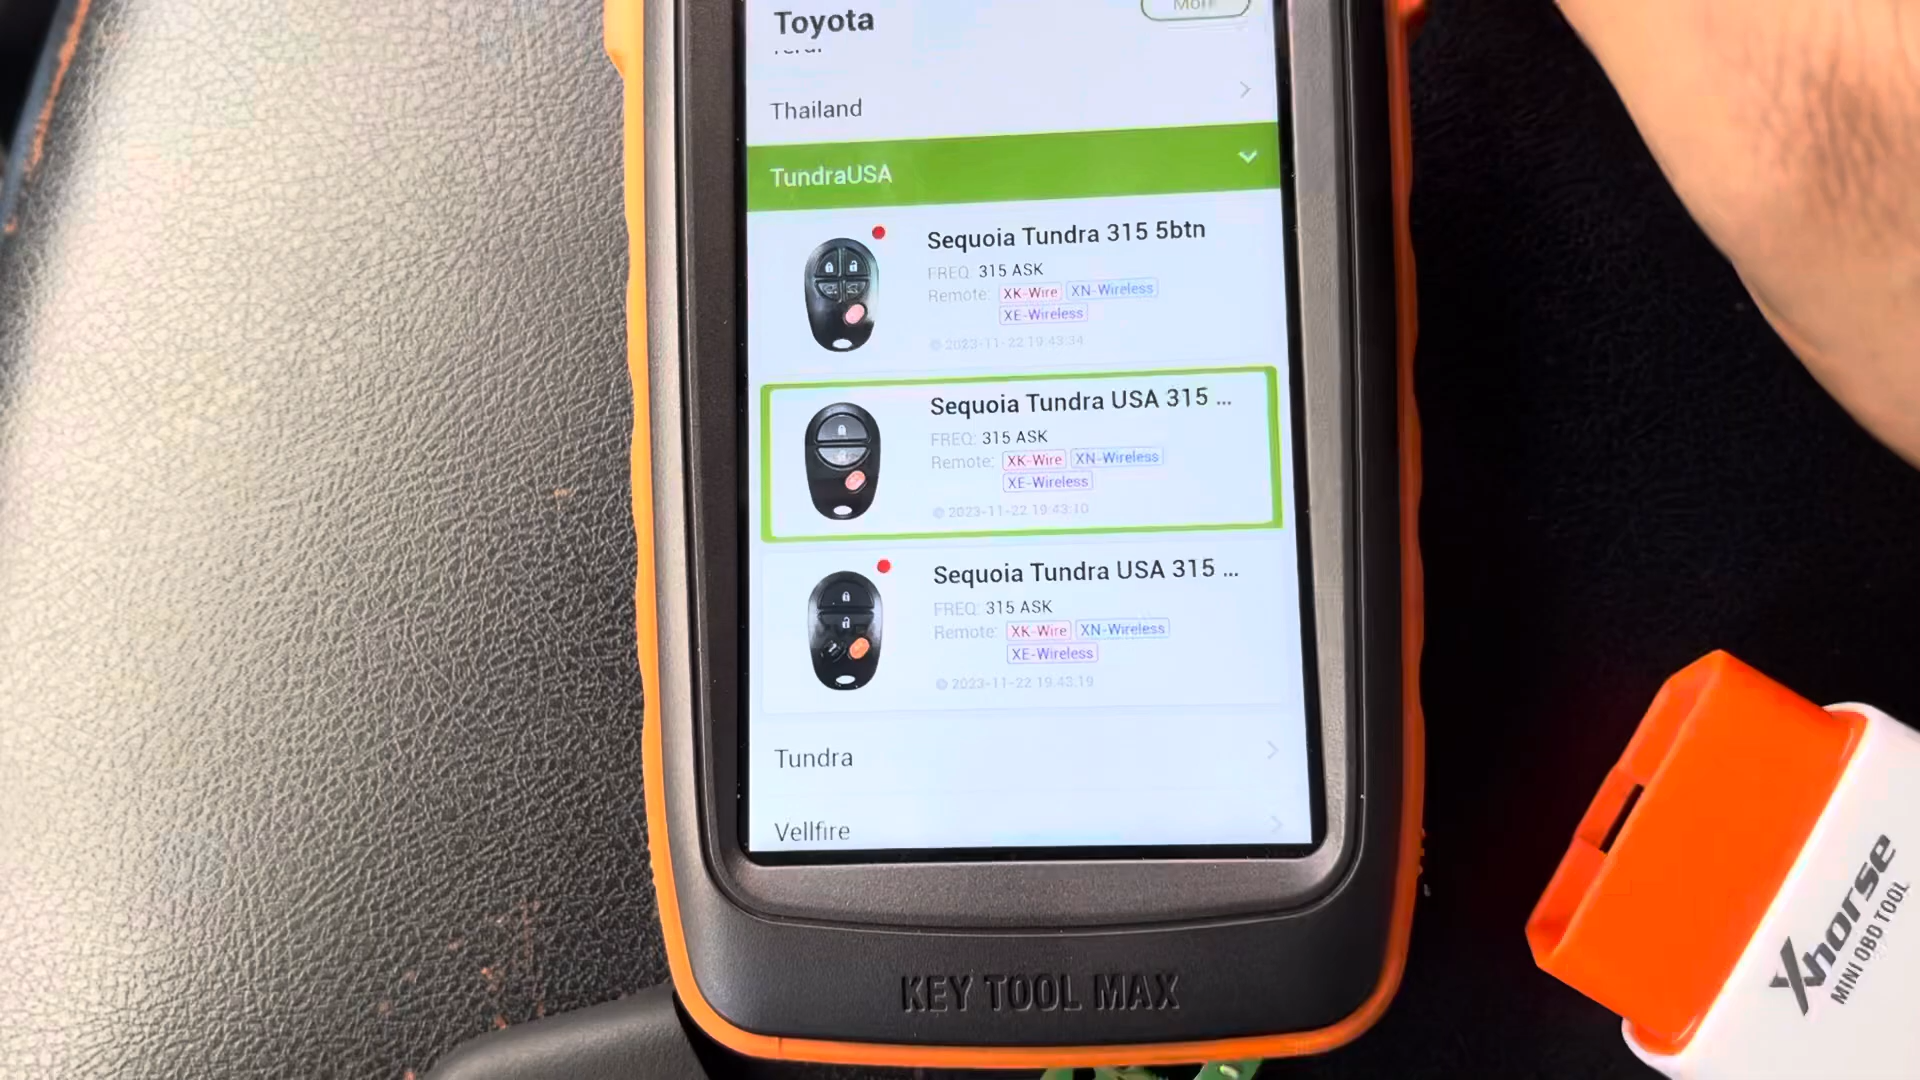 Toyota
More
Thailand
TundraUSA
Sequoia Tundra 315 5btn
FREQ: 315 ASK
Remote: XK-Wire XN-Wireless
XE-Wireless
2023-11-22 19:43:34
Sequoia Tundra USA 315 ...
FREQ: 315 ASK
Remote: XK-Wire XN-Wireless
XE-Wireless
2023-11-22 19:43:10
Sequoia Tundra USA 315 ...
FREQ: 315 ASK
Remote: XK-Wire XN-Wireless
XE-Wireless
2023-11-22 19:43:19
Tundra
Vellfire
KEY TOOL MAX
Xhorse
MINI OBD TOOL